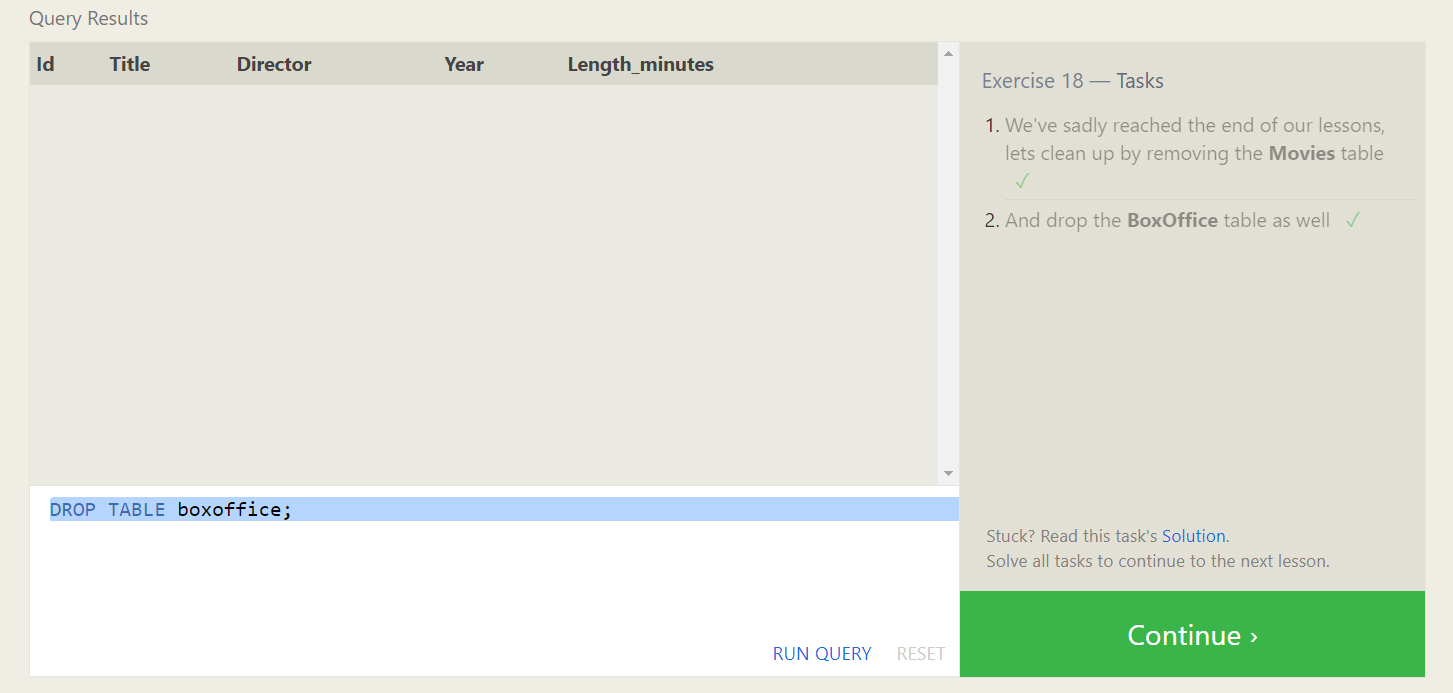 Query Results
Id Title Director Year Length_minutes
DROP TABLE boxoffice;
RUN QUERY RESET
Exercise 18 — Tasks
1. We've sadly reached the end of our lessons,
lets clean up by removing the Movies table
✓
2. And drop the BoxOffice table as well ✓
Stuck? Read this task's Solution.
Solve all tasks to continue to the next lesson.
Continue ›